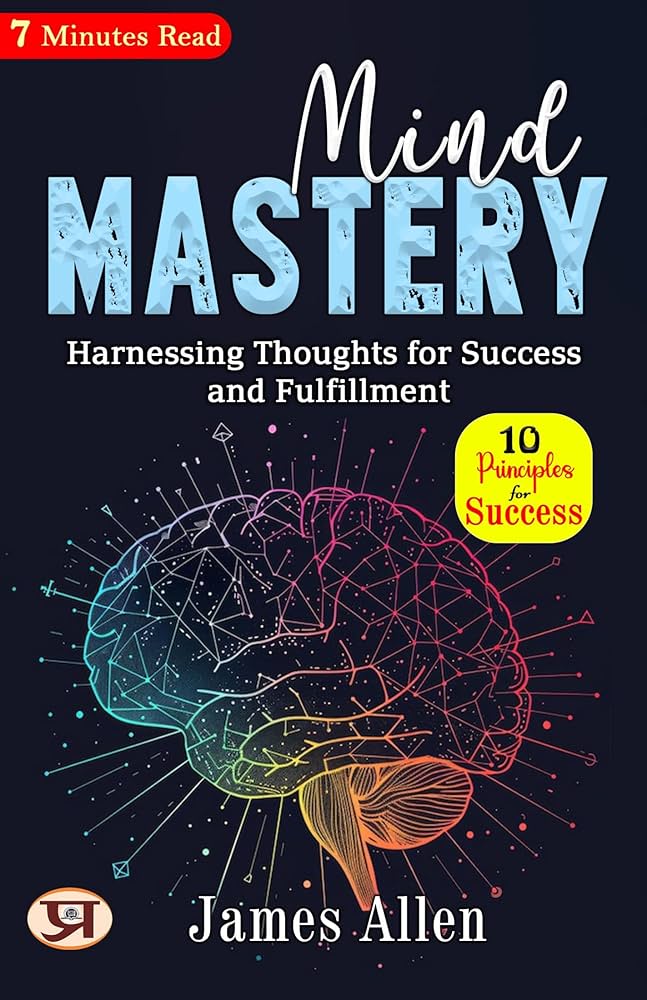 7 Minutes Read
Mind
MASTERY
Harnessing Thoughts for Success
and Fulfillment
10
Principles
for
Success
प्र
James Allen